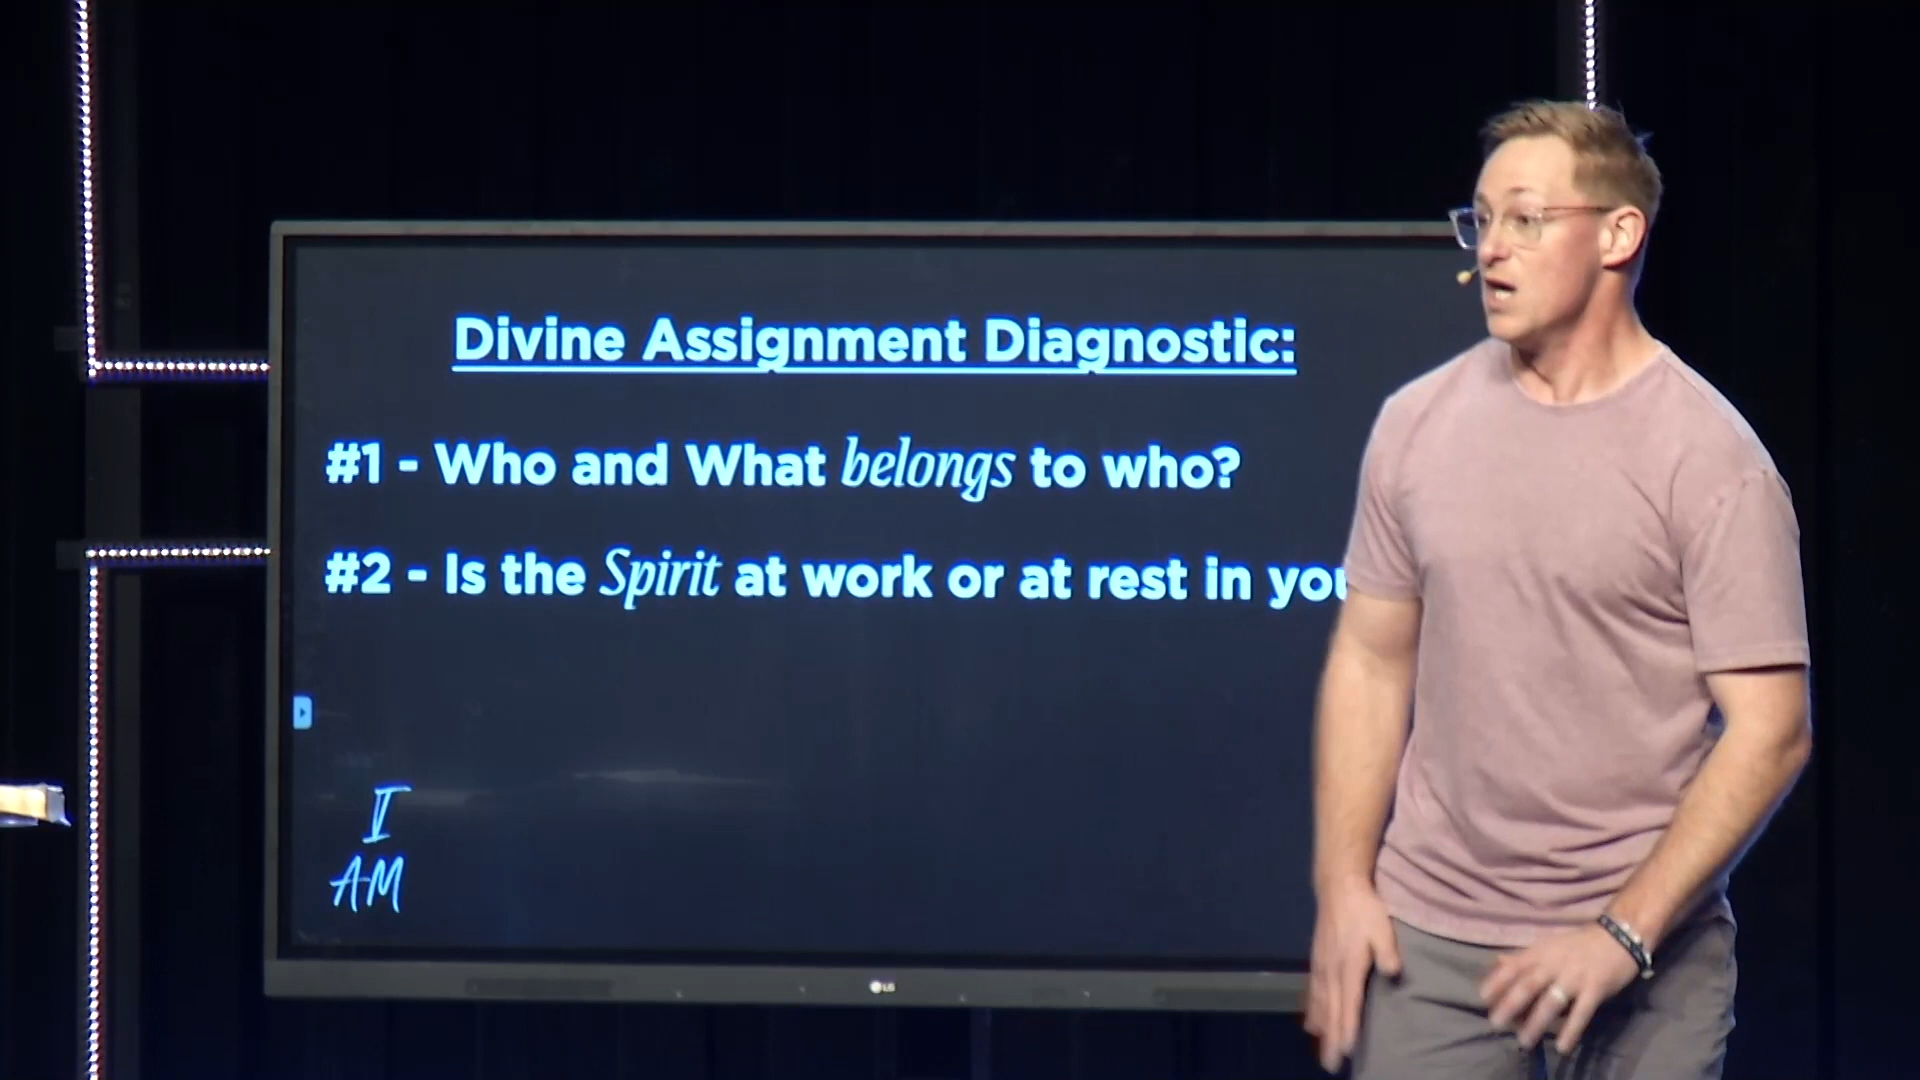 Divine Assignment Diagnostic:
#1 - Who and What belongs to who?
#2 - Is the Spirit at work or at rest in you
I
AM
LG